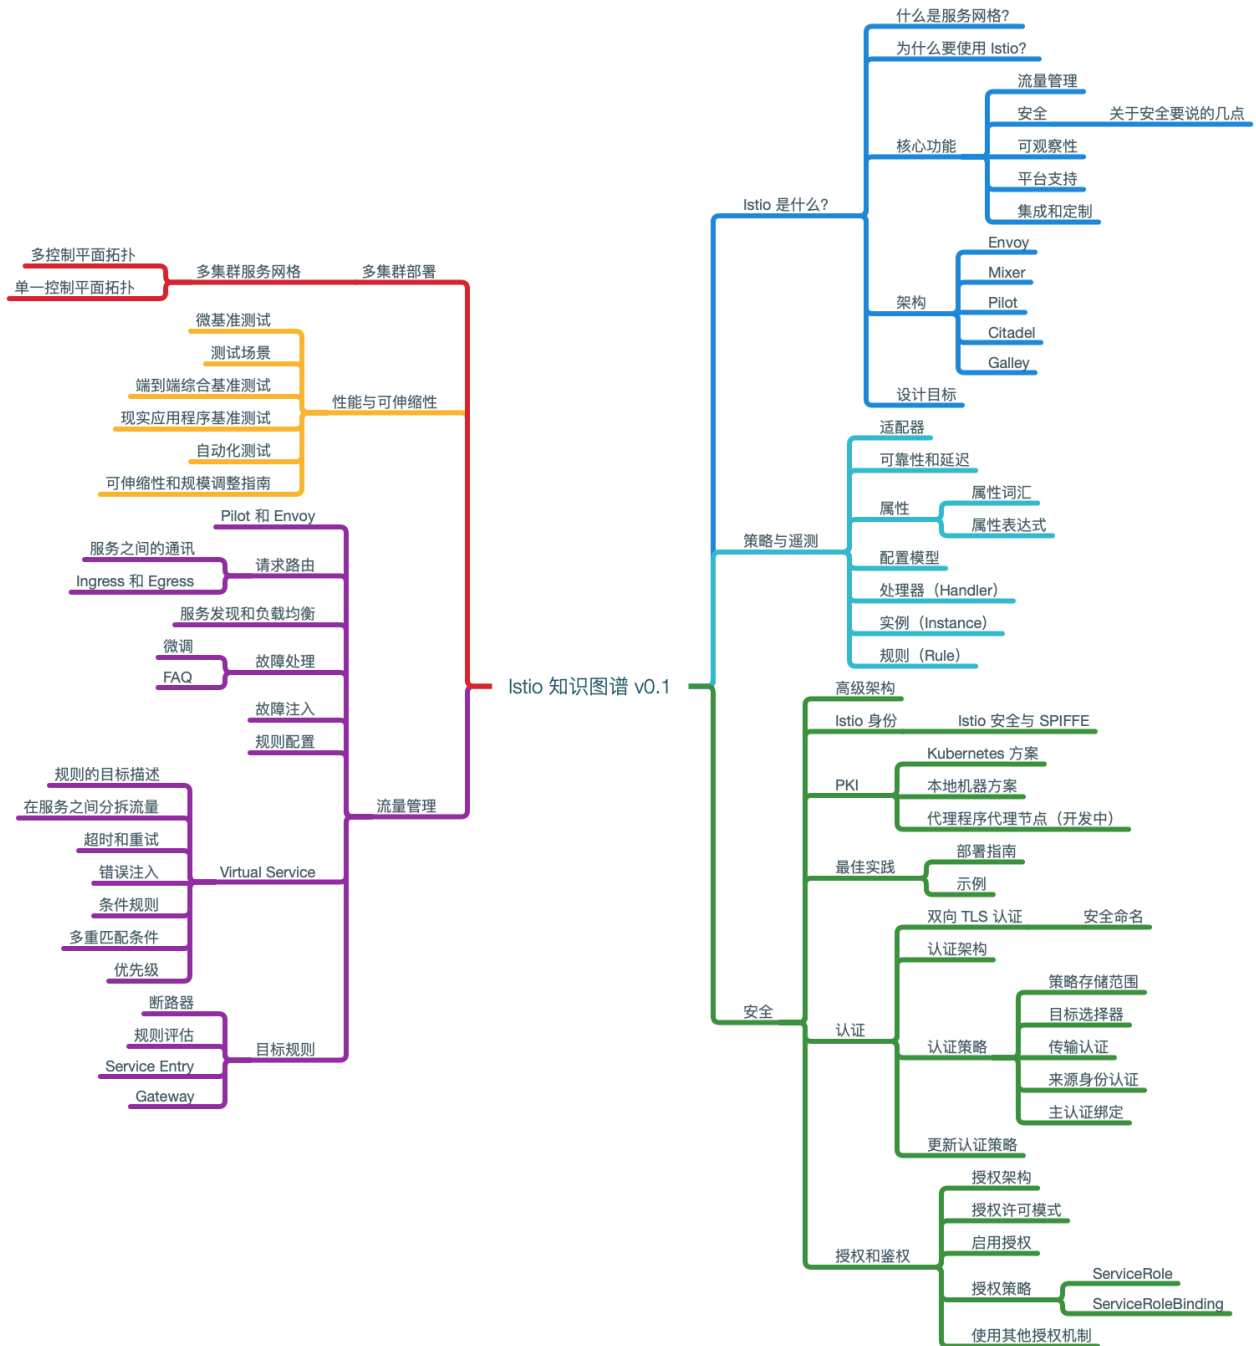 Istio 知识图谱 v0.1
Istio 是什么?
什么是服务网格?
为什么要使用 Istio?
核心功能
流量管理
安全
关于安全要说的几点
可观察性
平台支持
集成和定制
架构
Envoy
Mixer
Pilot
Citadel
Galley
设计目标
策略与遥测
适配器
可靠性和延迟
属性
属性词汇
属性表达式
配置模型
处理器（Handler）
实例（Instance）
规则（Rule）
安全
高级架构
Istio 身份
Istio 安全与 SPIFFE
PKI
Kubernetes 方案
本地机器方案
代理程序代理节点（开发中）
最佳实践
部署指南
示例
认证
双向 TLS 认证
安全命名
认证架构
认证策略
策略存储范围
目标选择器
传输认证
来源身份认证
主认证绑定
更新认证策略
授权和鉴权
授权架构
授权许可模式
启用授权
授权策略
ServiceRole
ServiceRoleBinding
使用其他授权机制
多集群部署
多集群服务网格
多控制平面拓扑
单一控制平面拓扑
性能与可伸缩性
微基准测试
测试场景
端到端综合基准测试
现实应用程序基准测试
自动化测试
可伸缩性和规模调整指南
流量管理
Pilot 和 Envoy
请求路由
服务之间的通讯
Ingress 和 Egress
服务发现和负载均衡
故障处理
微调
FAQ
故障注入
规则配置
Virtual Service
规则的目标描述
在服务之间分拆流量
超时和重试
错误注入
条件规则
多重匹配条件
优先级
目标规则
断路器
规则评估
Service Entry
Gateway